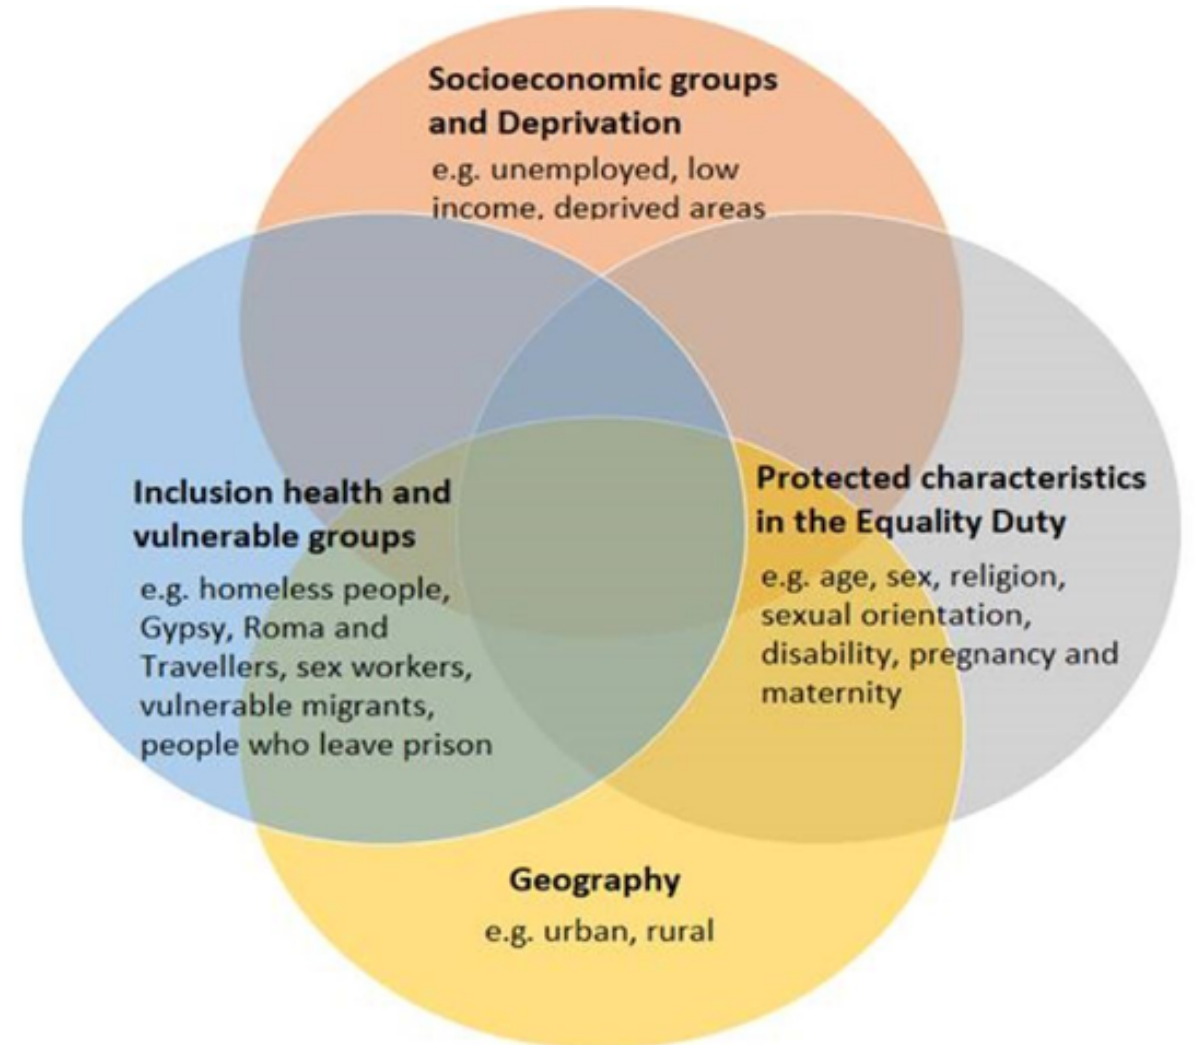 Socioeconomic groups
and Deprivation
e.g. unemployed, low
income, deprived areas
Inclusion health and
vulnerable groups
e.g. homeless people,
Gypsy, Roma and
Travellers, sex workers,
vulnerable migrants,
people who leave prison
Protected characteristics
in the Equality Duty
e.g. age, sex, religion,
sexual orientation,
disability, pregnancy and
maternity
Geography
e.g. urban, rural